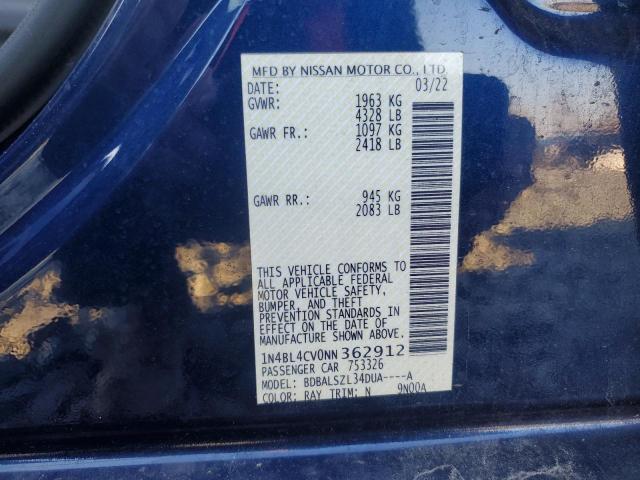 MFD BY NISSAN MOTOR CO., LTD
DATE: 03/22
GVWR: 1963 KG
4328 LB
GAWR FR.: 1097 KG
2418 LB
GAWR RR.: 945 KG
2083 LB
THIS VEHICLE CONFORMS TO
ALL APPLICABLE FEDERAL
MOTOR VEHICLE SAFETY,
BUMPER, AND THEFT
PREVENTION STANDARDS
IN EFFECT ON THE DATE OF
MANUFACTURE SHOWN ABOVE.
1N4BL4CV0NN362912
PASSENGER CAR 753326
MODEL: BDBALSZL34DUA----A
COLOR: RAY TRIM: N 9NQQA